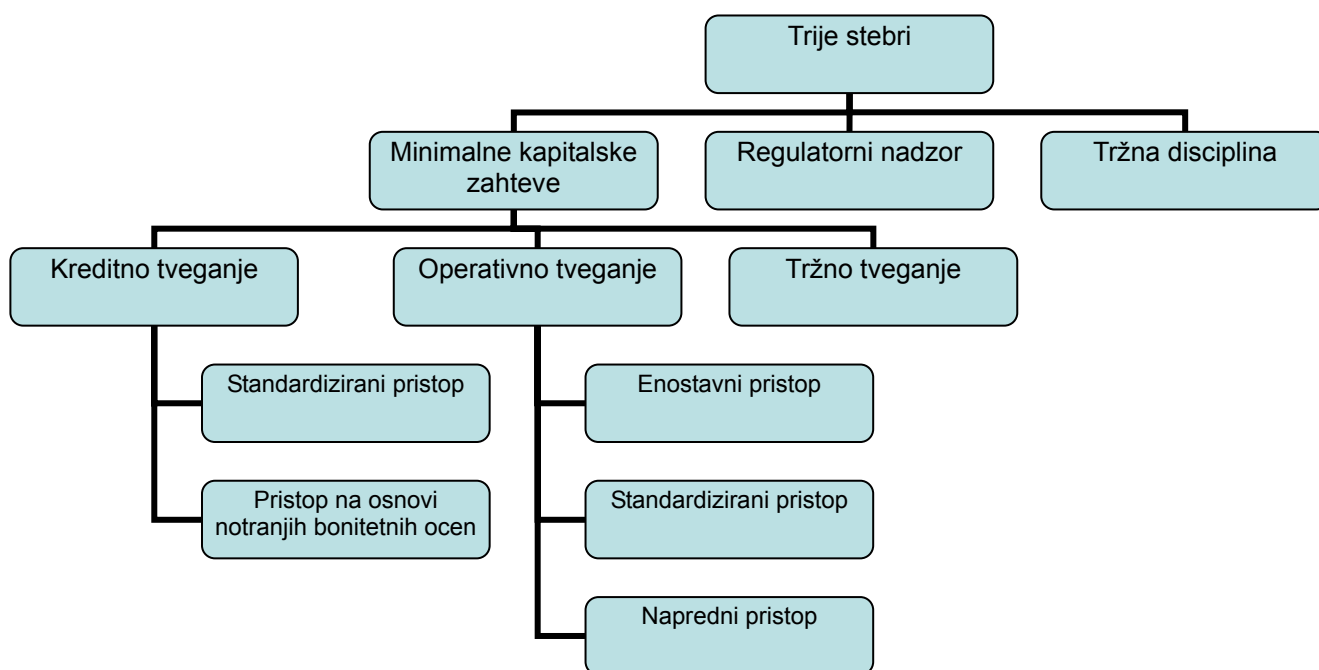 Trije stebri
Minimalne kapitalske
zahteve
Regulatorni nadzor
Tržna disciplina
Kreditno tveganje
Operativno tveganje
Tržno tveganje
Standardizirani pristop
Enostavni pristop
Pristop na osnovi
notranjih bonitetnih ocen
Standardizirani pristop
Napredni pristop